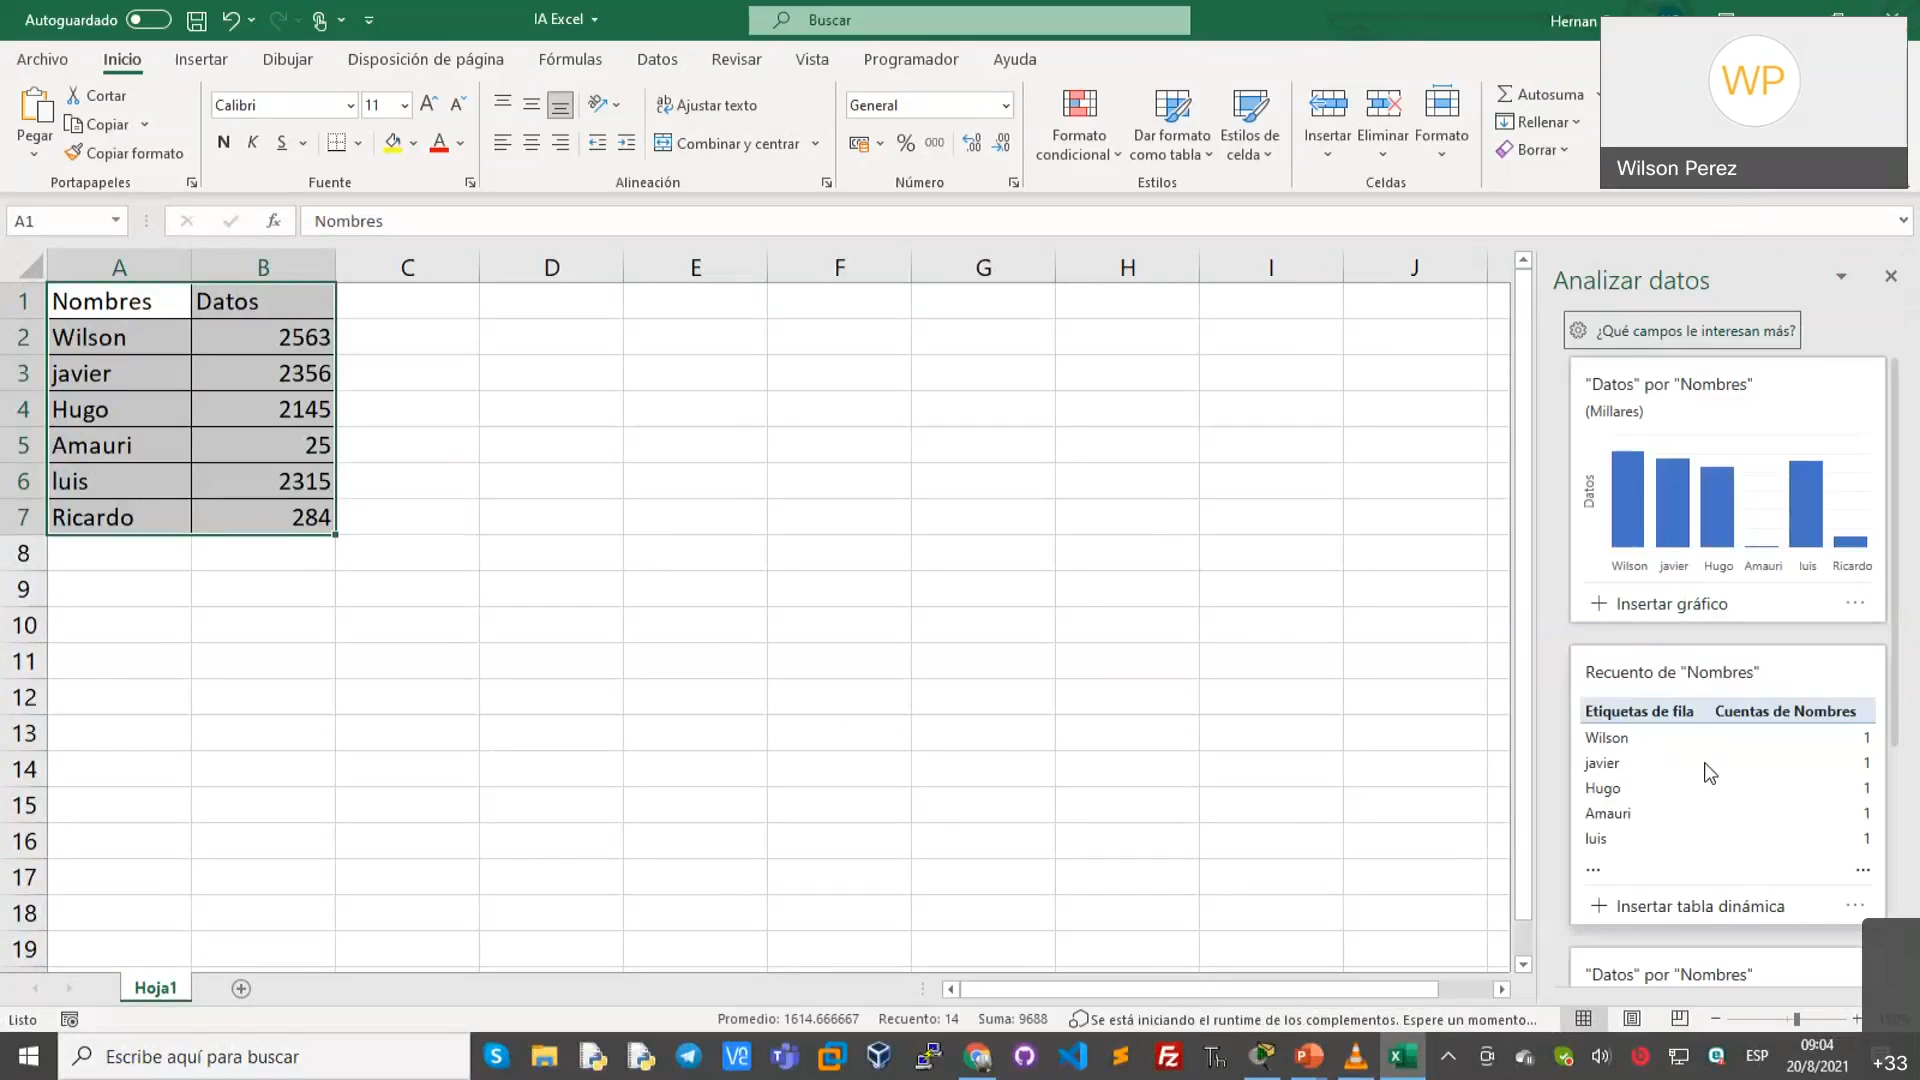 Autoguardado
IA Excel
Buscar
Hernan
Archivo Inicio Insertar Dibujar Disposición de página Fórmulas Datos Revisar Vista Programador Ayuda
WP
Wilson Perez
Pegar
Cortar
Copiar
Copiar formato
Portapapeles
Calibri 11
N K S
Fuente
Ajustar texto
Combinar y centrar
Alineación
General
% 000
Número
Formato condicional
Dar formato como tabla
Estilos de celda
Estilos
Insertar Eliminar Formato
Celdas
Autosuma
Rellenar
Borrar
A1 fx Nombres
A B C D E F G H I J
1 Nombres Datos
2 Wilson 2563
3 javier 2356
4 Hugo 2145
5 Amauri 25
6 luis 2315
7 Ricardo 284
8
9
10
11
12
13
14
15
16
17
18
19
Analizar datos
¿Qué campos le interesan más?
"Datos" por "Nombres"
(Millares)
Datos
Wilson javier Hugo Amauri luis Ricardo
+ Insertar gráfico ...
Recuento de "Nombres"
Etiquetas de fila Cuentas de Nombres
Wilson 1
javier 1
Hugo 1
Amauri 1
luis 1
... ...
+ Insertar tabla dinámica ...
"Datos" por "Nombres"
Hoja1
Listo
Promedio: 1614.666667 Recuento: 14 Suma: 9688 Se está iniciando el runtime de los complementos. Espere un momento...
Escribe aquí para buscar
ESP
09:04
20/8/2021
+33